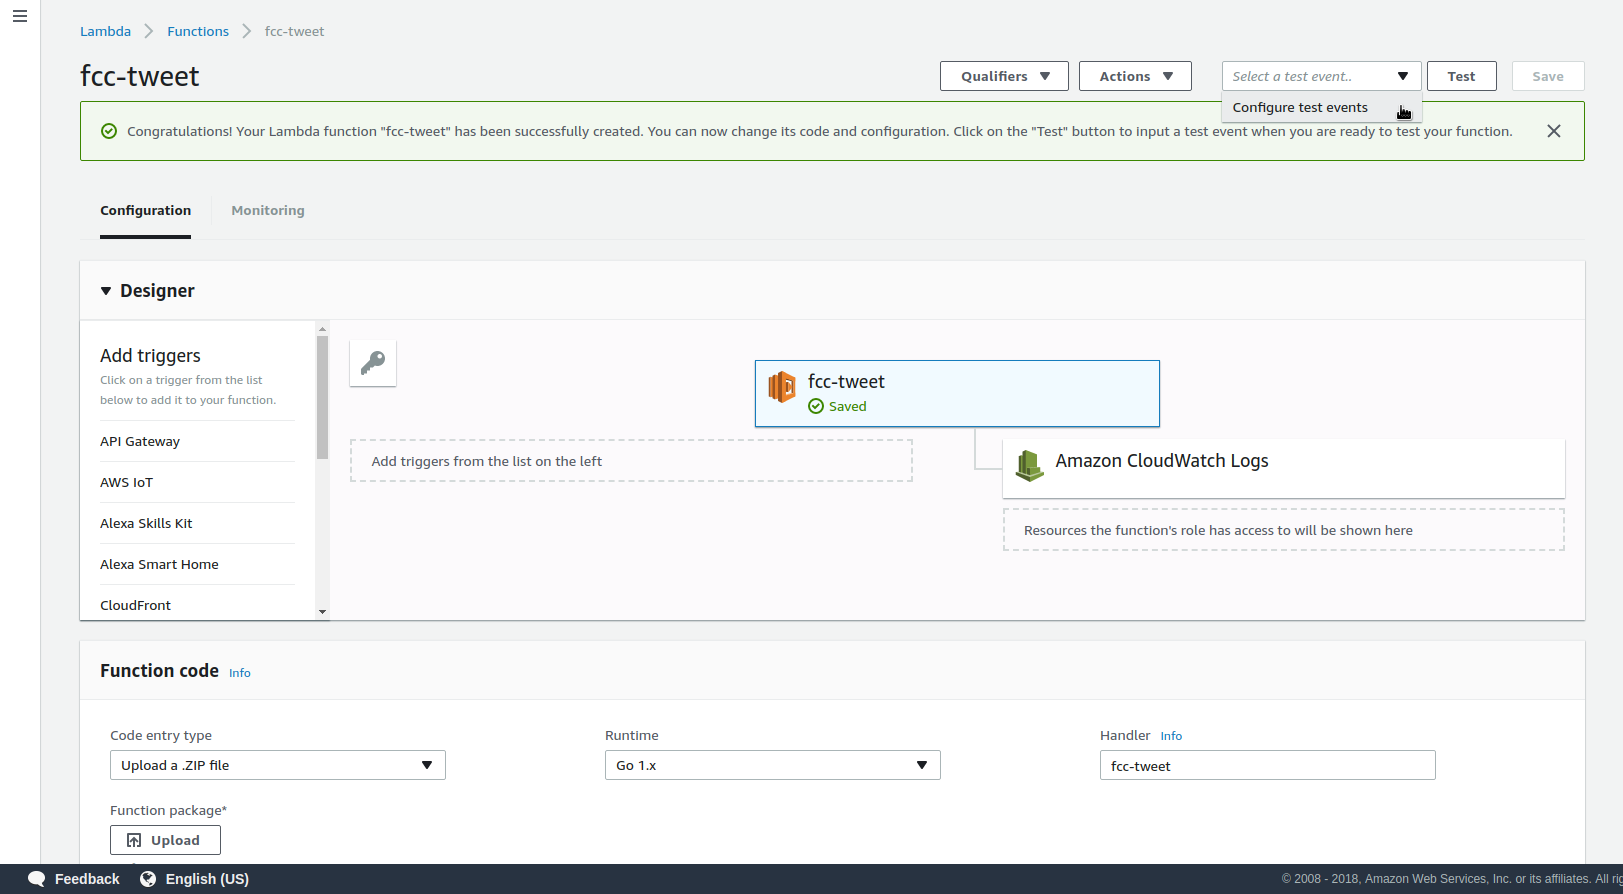 Lambda > Functions > fcc-tweet
fcc-tweet
Qualifiers Actions Select a test event.. Test Save
Configure test events
Congratulations! Your Lambda function "fcc-tweet" has been successfully created. You can now change its code and configuration. Click on the "Test" button to input a test event when you are ready to test your function.
Configuration Monitoring
Designer
Add triggers
Click on a trigger from the list
below to add it to your function.
API Gateway
AWS IoT
Alexa Skills Kit
Alexa Smart Home
CloudFront
fcc-tweet
Saved
Add triggers from the list on the left
Amazon CloudWatch Logs
Resources the function's role has access to will be shown here
Function code Info
Code entry type
Upload a .ZIP file
Runtime
Go 1.x
Handler Info
fcc-tweet
Function package*
Upload
Feedback English (US) © 2008 - 2018, Amazon Web Services, Inc. or its affiliates. All